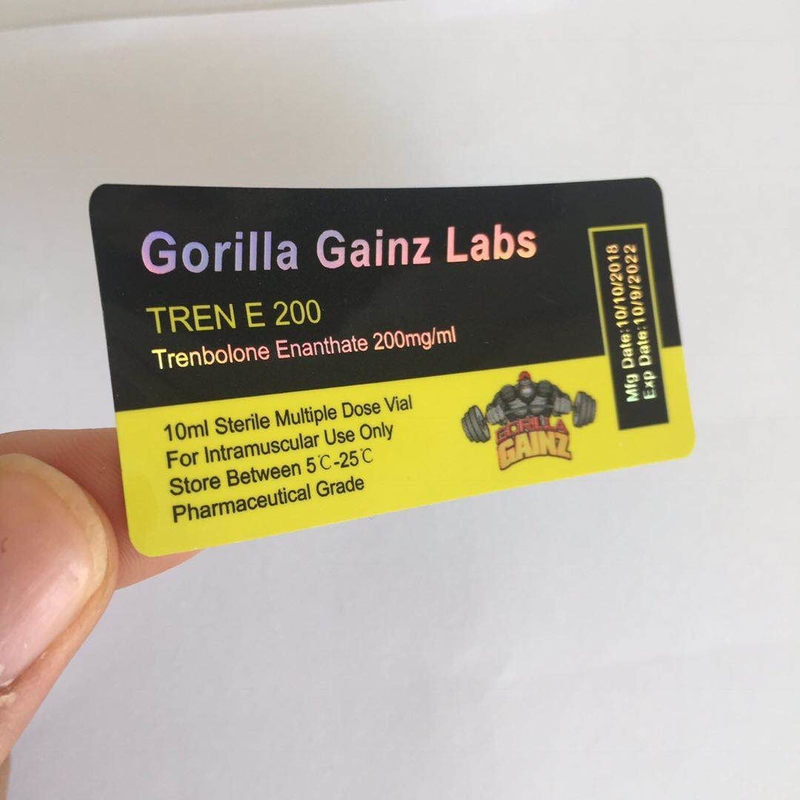 Gorilla Gainz Labs
TREN E 200
Trenbolone Enanthate 200mg/ml
10ml Sterile Multiple Dose Vial
For Intramuscular Use Only
Store Between 5℃-25℃
Pharmaceutical Grade
GORILLA
GAINZ
Mfg Date:10/10/2018
Exp Date:10/9/2022